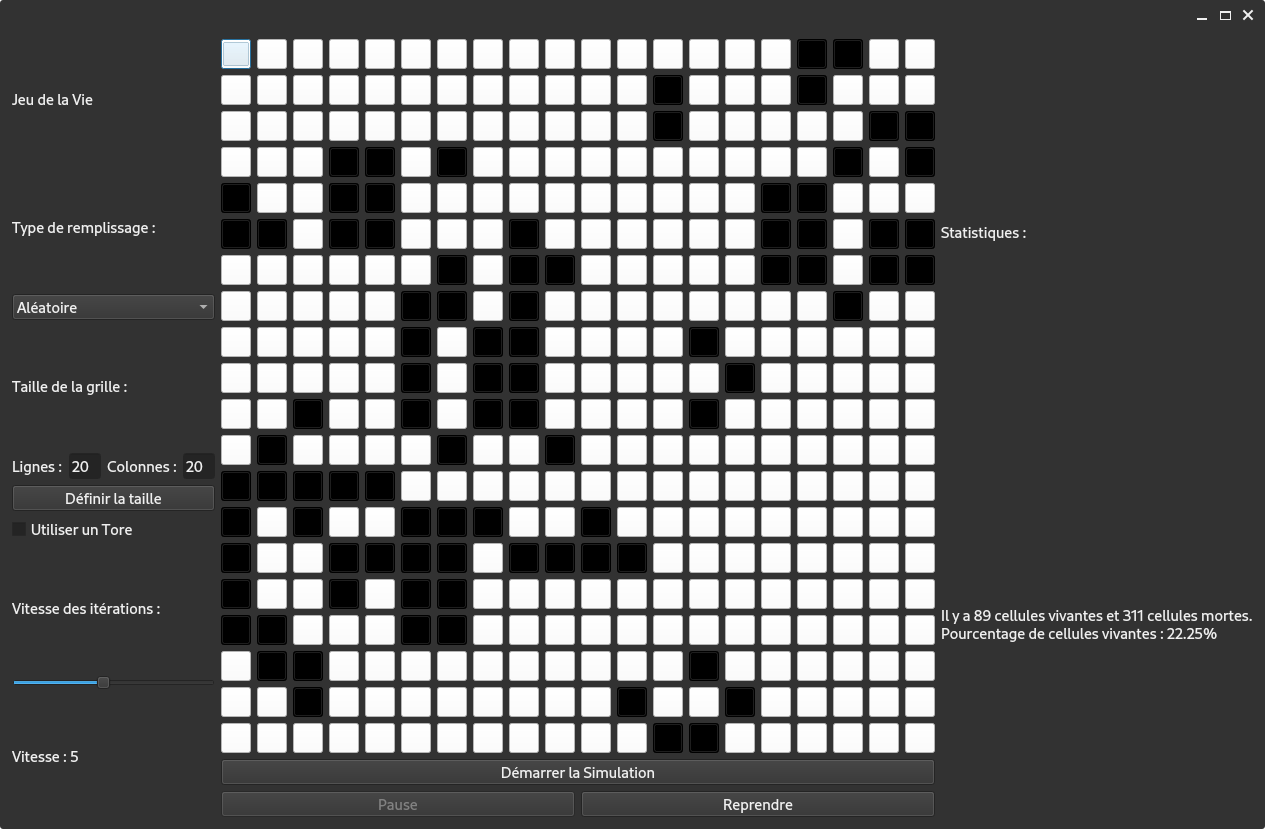 Jeu de la Vie
Type de remplissage :
Aléatoire
Taille de la grille :
Lignes : 20 Colonnes : 20
Définir la taille
Utiliser un Tore
Vitesse des itérations :
Vitesse : 5
Démarrer la Simulation
Pause Reprendre
Statistiques :
Il y a 89 cellules vivantes et 311 cellules mortes.
Pourcentage de cellules vivantes : 22.25%